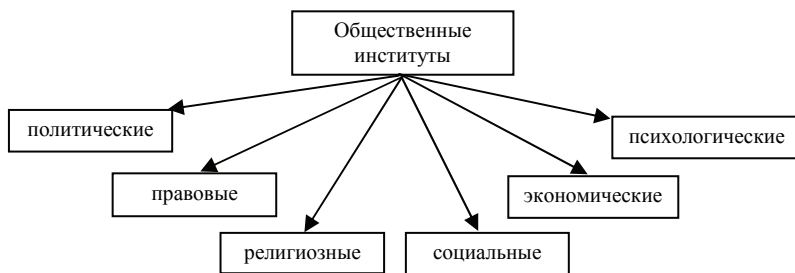 Общественные
институты
политические
психологические
правовые
экономические
религиозные
социальные